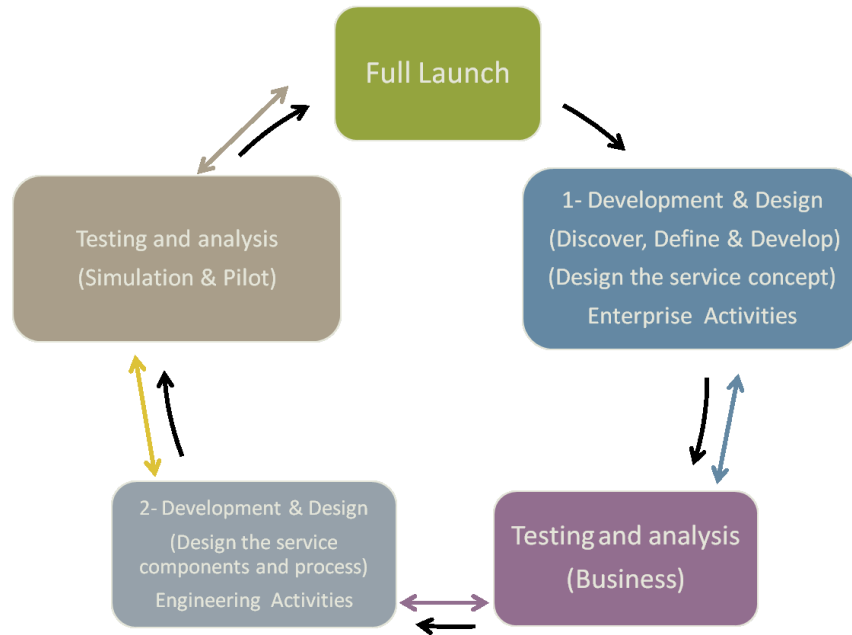 Full Launch
1- Development & Design
(Discover, Define & Develop)
(Design the service concept)
Enterprise Activities
Testing and analysis
(Simulation & Pilot)
2- Development & Design
(Design the service
components and process)
Engineering Activities
Testing and analysis
(Business)